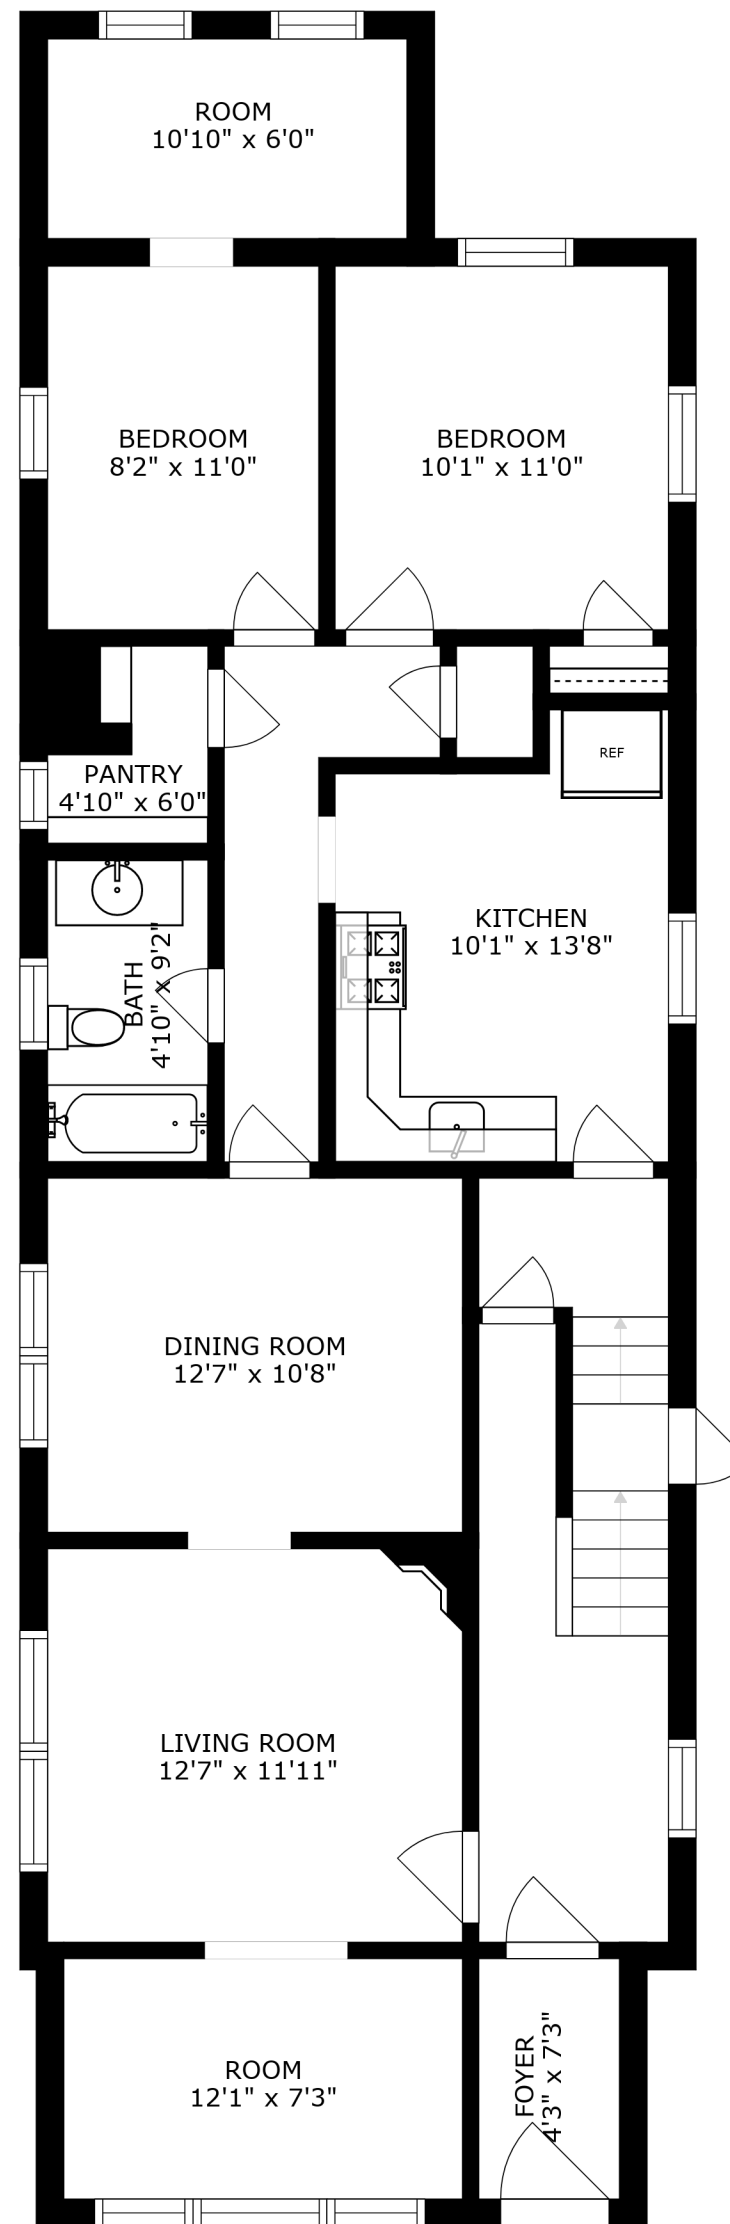 ROOM
10'10" x 6'0"
BEDROOM
8'2" x 11'0"
BEDROOM
10'1" x 11'0"
REF
PANTRY
4'10" x 6'0"
KITCHEN
10'1" x 13'8"
BATH
4'10" x 9'2"
DINING ROOM
12'7" x 10'8"
LIVING ROOM
12'7" x 11'11"
ROOM
12'1" x 7'3"
FOYER
4'3" x 7'3"